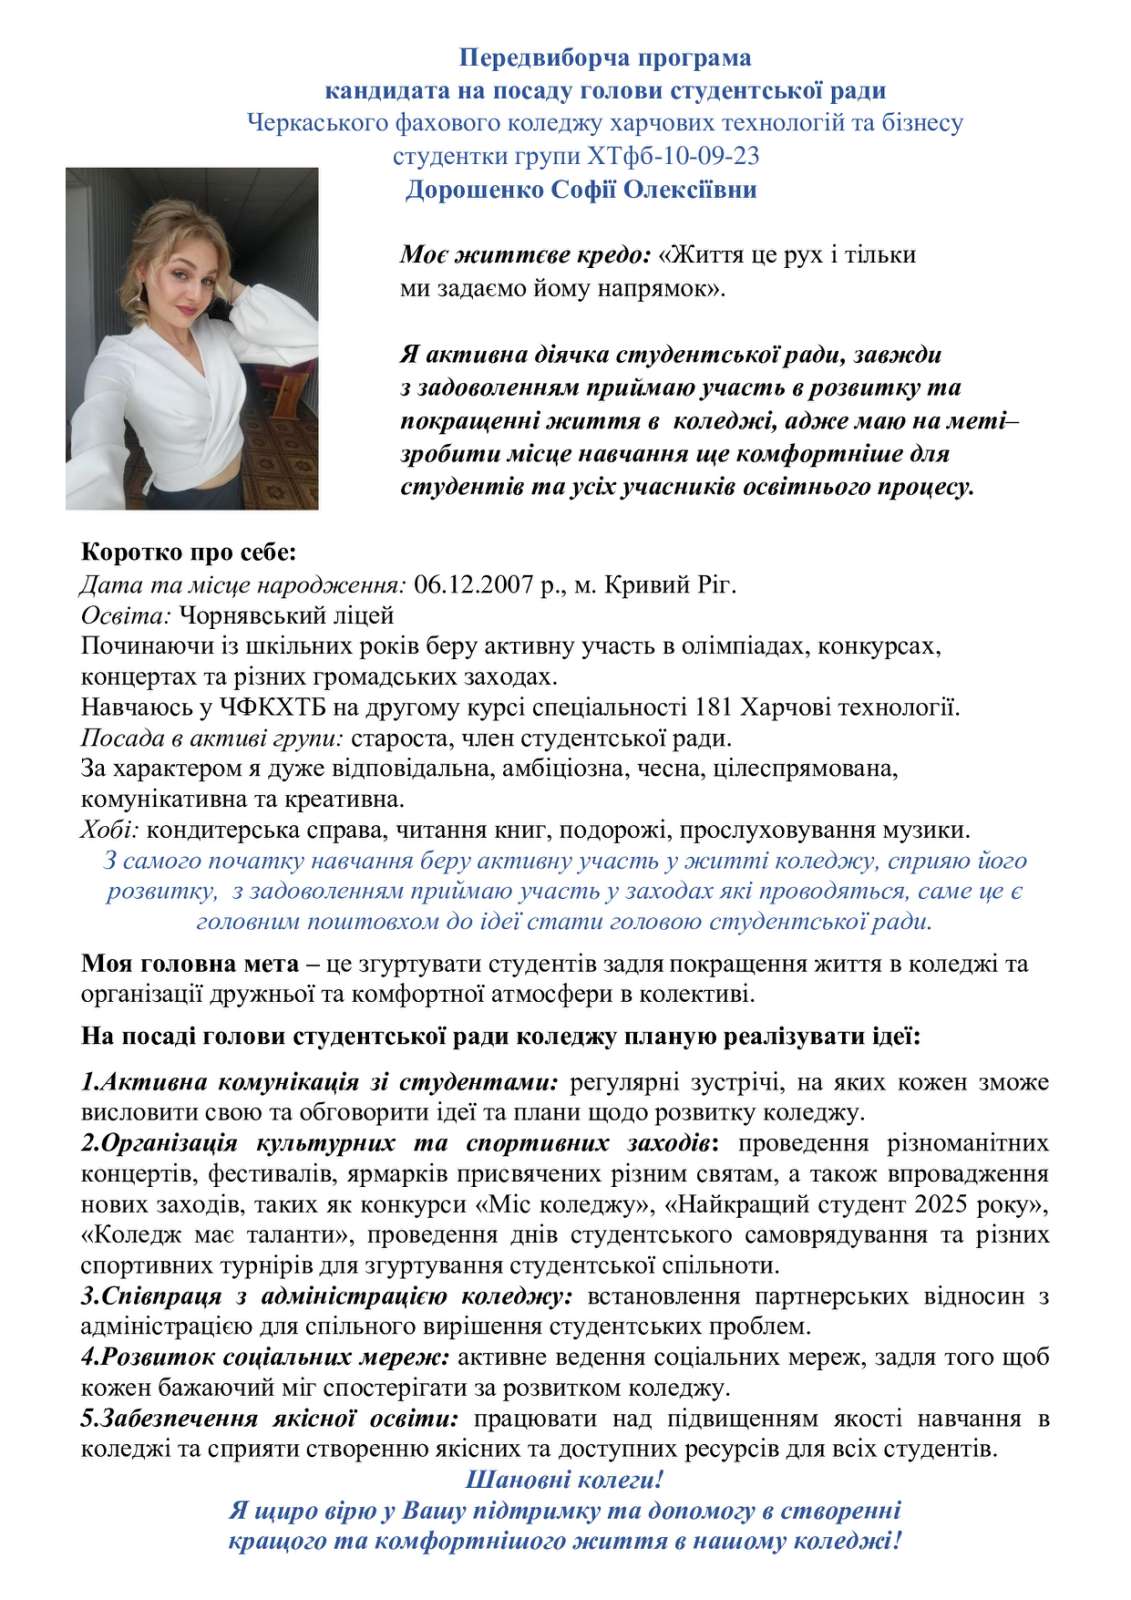 Передвиборча програма
кандидата на посаду голови студентської ради
Черкаського фахового коледжу харчових технологій та бізнесу
студентки групи ХТфб-10-09-23
Дорошенко Софії Олексіївни
Моє життєве кредо: «Життя це рух і тільки
ми задаємо йому напрямок».
Я активна діячка студентської ради, завжди
з задоволенням приймаю участь в розвитку та
покращенні життя в коледжі, адже маю на меті–
зробити місце навчання ще комфортніше для
студентів та усіх учасників освітнього процесу.
Коротко про себе:
Дата та місце народження: 06.12.2007 р., м. Кривий Ріг.
Освіта: Чорнявський ліцей
Починаючи із шкільних років беру активну участь в олімпіадах, конкурсах,
концертах та різних громадських заходах.
Навчаюсь у ЧФКХТБ на другому курсі спеціальності 181 Харчові технології.
Посада в активі групи: староста, член студентської ради.
За характером я дуже відповідальна, амбіціозна, чесна, цілеспрямована,
комунікативна та креативна.
Хобі: кондитерська справа, читання книг, подорожі, прослуховування музики.
З самого початку навчання беру активну участь у житті коледжу, сприяю його
розвитку, з задоволенням приймаю участь у заходах які проводяться, саме це є
головним поштовхом до ідеї стати головою студентської ради.
Моя головна мета – це згуртувати студентів задля покращення життя в коледжі та
організації дружньої та комфортної атмосфери в колективі.
На посаді голови студентської ради коледжу планую реалізувати ідеї:
1.Активна комунікація зі студентами: регулярні зустрічі, на яких кожен зможе
висловити свою та обговорити ідеї та плани щодо розвитку коледжу.
2.Організація культурних та спортивних заходів: проведення різноманітних
концертів, фестивалів, ярмарків присвячених різним святам, а також впровадження
нових заходів, таких як конкурси «Міс коледжу», «Найкращий студент 2025 року»,
«Коледж має таланти», проведення днів студентського самоврядування та різних
спортивних турнірів для згуртування студентської спільноти.
3.Співпраця з адміністрацією коледжу: встановлення партнерських відносин з
адміністрацією для спільного вирішення студентських проблем.
4.Розвиток соціальних мереж: активне ведення соціальних мереж, задля того щоб
кожен бажаючий міг спостерігати за розвитком коледжу.
5.Забезпечення якісної освіти: працювати над підвищенням якості навчання в
коледжі та сприяти створенню якісних та доступних ресурсів для всіх студентів.
Шановні колеги!
Я щиро вірю у Вашу підтримку та допомогу в створенні
кращого та комфортнішого життя в нашому коледжі!